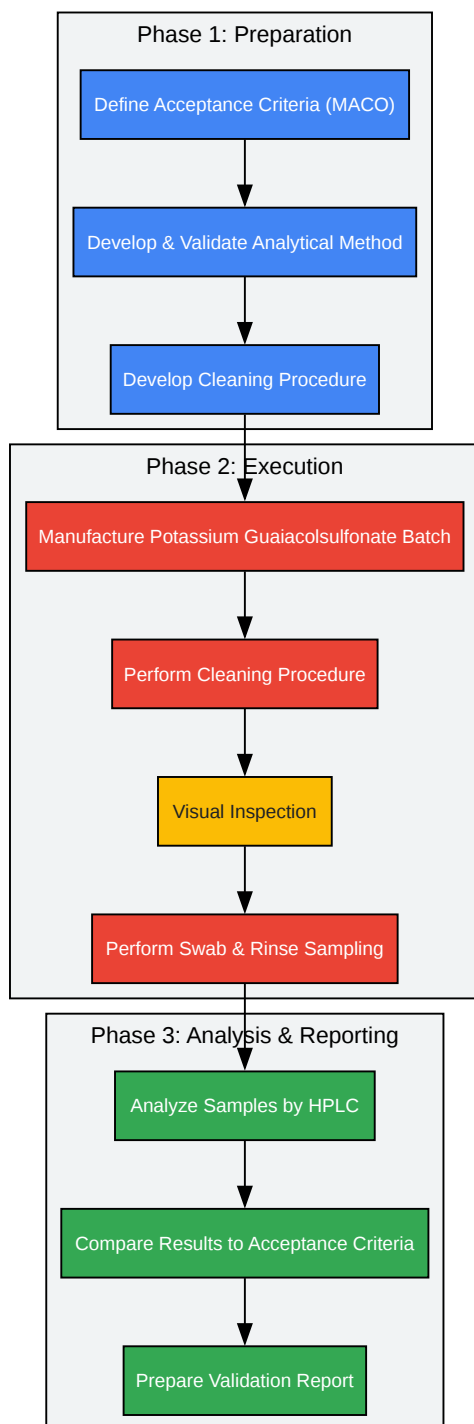 Phase 1: Preparation
Define Acceptance Criteria (MACO)
Develop & Validate Analytical Method
Develop Cleaning Procedure
Phase 2: Execution
Manufacture Potassium Guaiacolsulfonate Batch
Perform Cleaning Procedure
Visual Inspection
Perform Swab & Rinse Sampling
Phase 3: Analysis & Reporting
Analyze Samples by HPLC
Compare Results to Acceptance Criteria
Prepare Validation Report